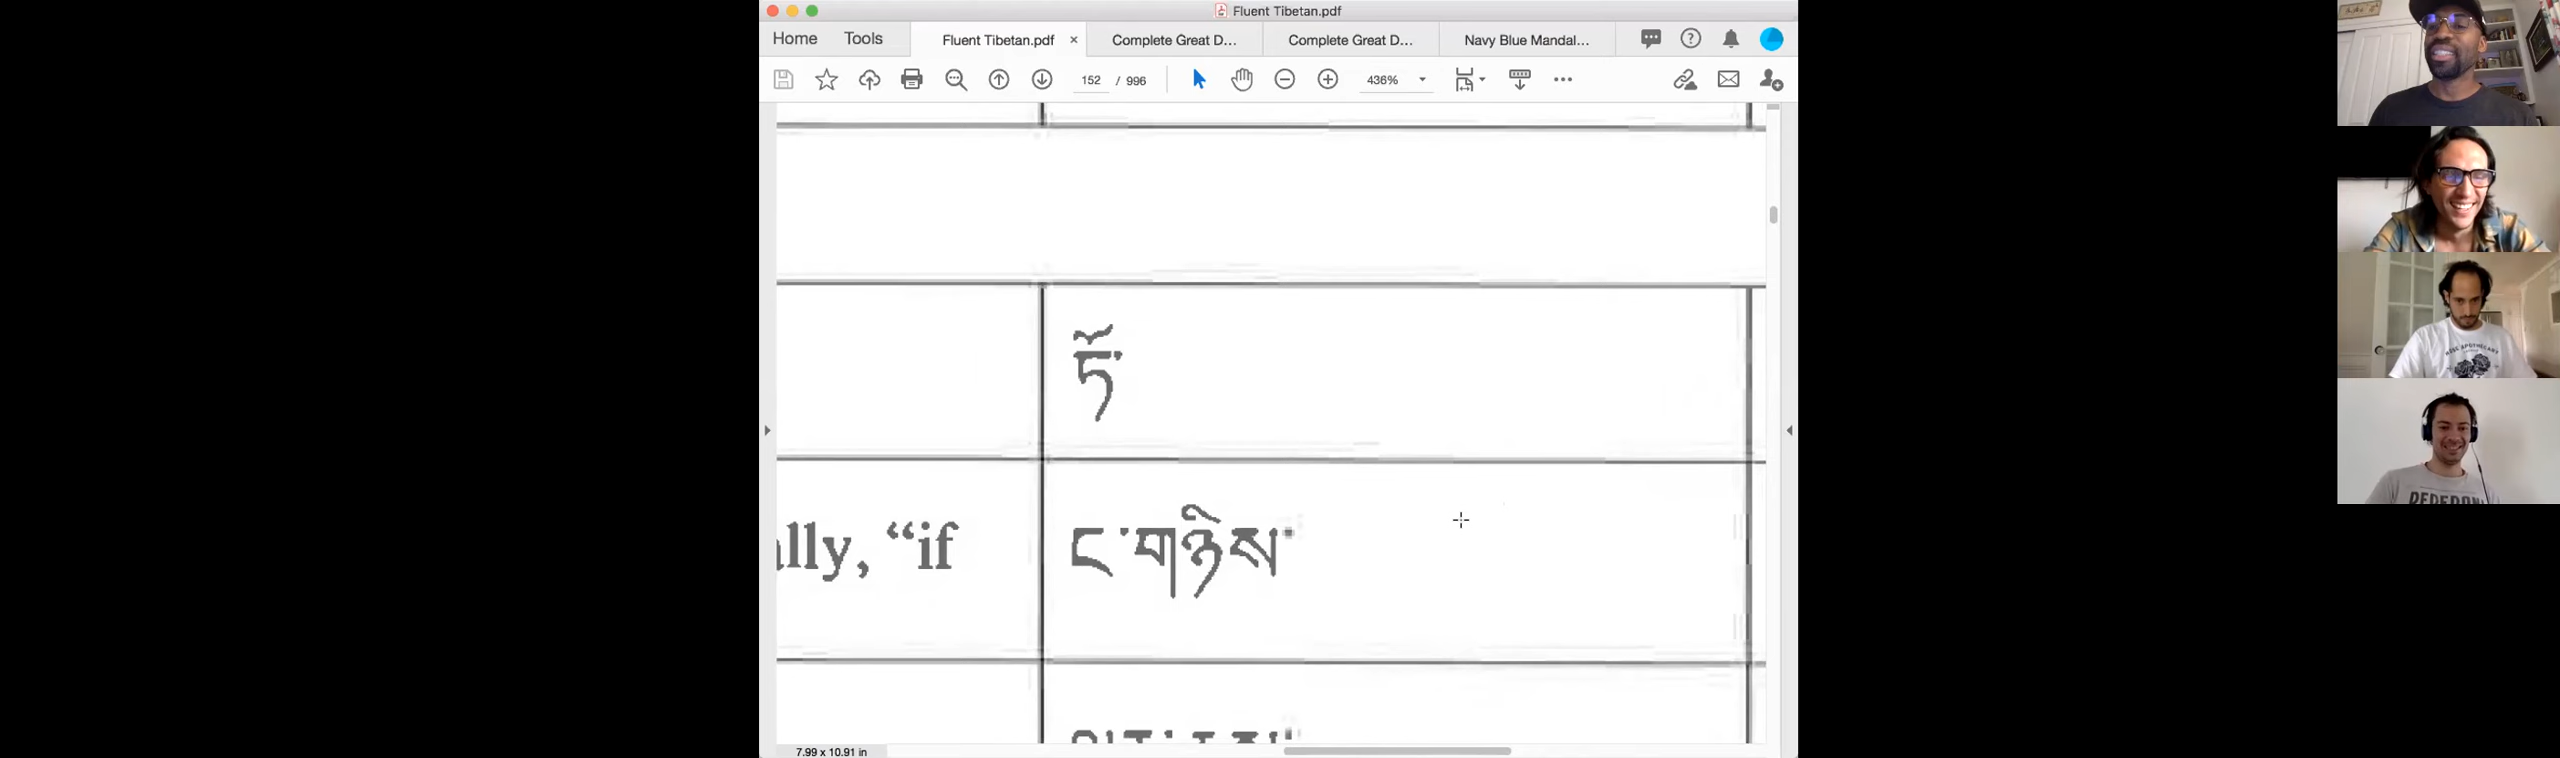 Fluent Tibetan.pdf
Home Tools Fluent Tibetan.pdf × Complete Great D... Complete Great D... Navy Blue Mandal...
152 / 996 436%
ཏོ་
ally, “if ང་གཉིས་
7.99 x 10.91 in